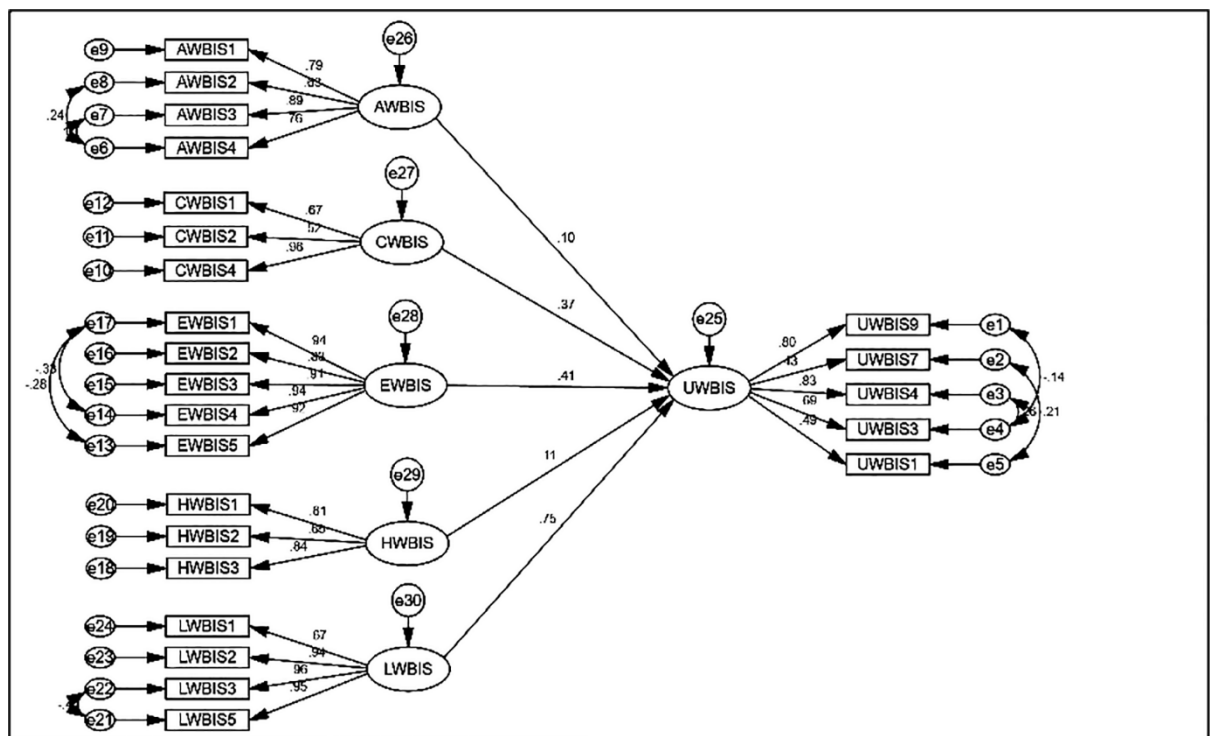 e26
e9 AWBIS1
.79
e8 AWBIS2
.89
AWBIS
.24 e7 AWBIS3
.76
e6 AWBIS4
e27
e12 CWBIS1
.67
e11 CWBIS2
.52
CWBIS
.10
e10 CWBIS4
.98
.37
e28
e17 EWBIS1
.94
e16 EWBIS2
.83
.91
-.33 e15 EWBIS3
EWBIS
.41
-.28
.94
e14 EWBIS4
.92
e13 EWBIS5
e25
UWBIS
.80 UWBIS9 e1
UWBIS7 e2
-.14
.83 UWBIS4 e3
.69 UWBIS3 e4
.21
.49 UWBIS1 e5
e29
11
e20 HWBIS1
.81
e19 HWBIS2
HWBIS
.84
e18 HWBIS3
.75
e30
e24 LWBIS1
.67
e23 LWBIS2
.94
LWBIS
.96
e22 LWBIS3
.95
e21 LWBIS5